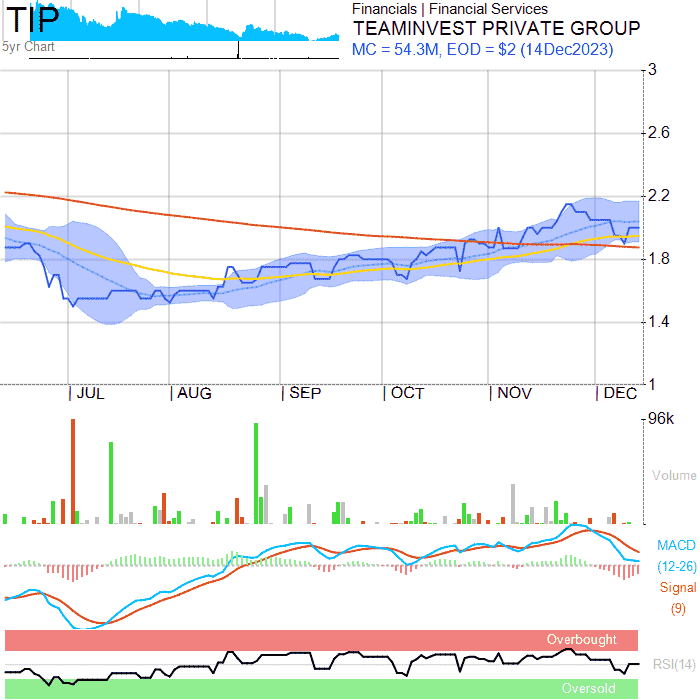 TIP
5yr Chart
Financials | Financial Services
TEAMINVEST PRIVATE GROUP
MC = 54.3M, EOD = $2 (14Dec2023)
3
2.6
2.2
1.8
1.4
1
JUL AUG SEP OCT NOV DEC
96k
Volume
MACD
(12-26)
Signal
(9)
Overbought
RSI(14)
Oversold